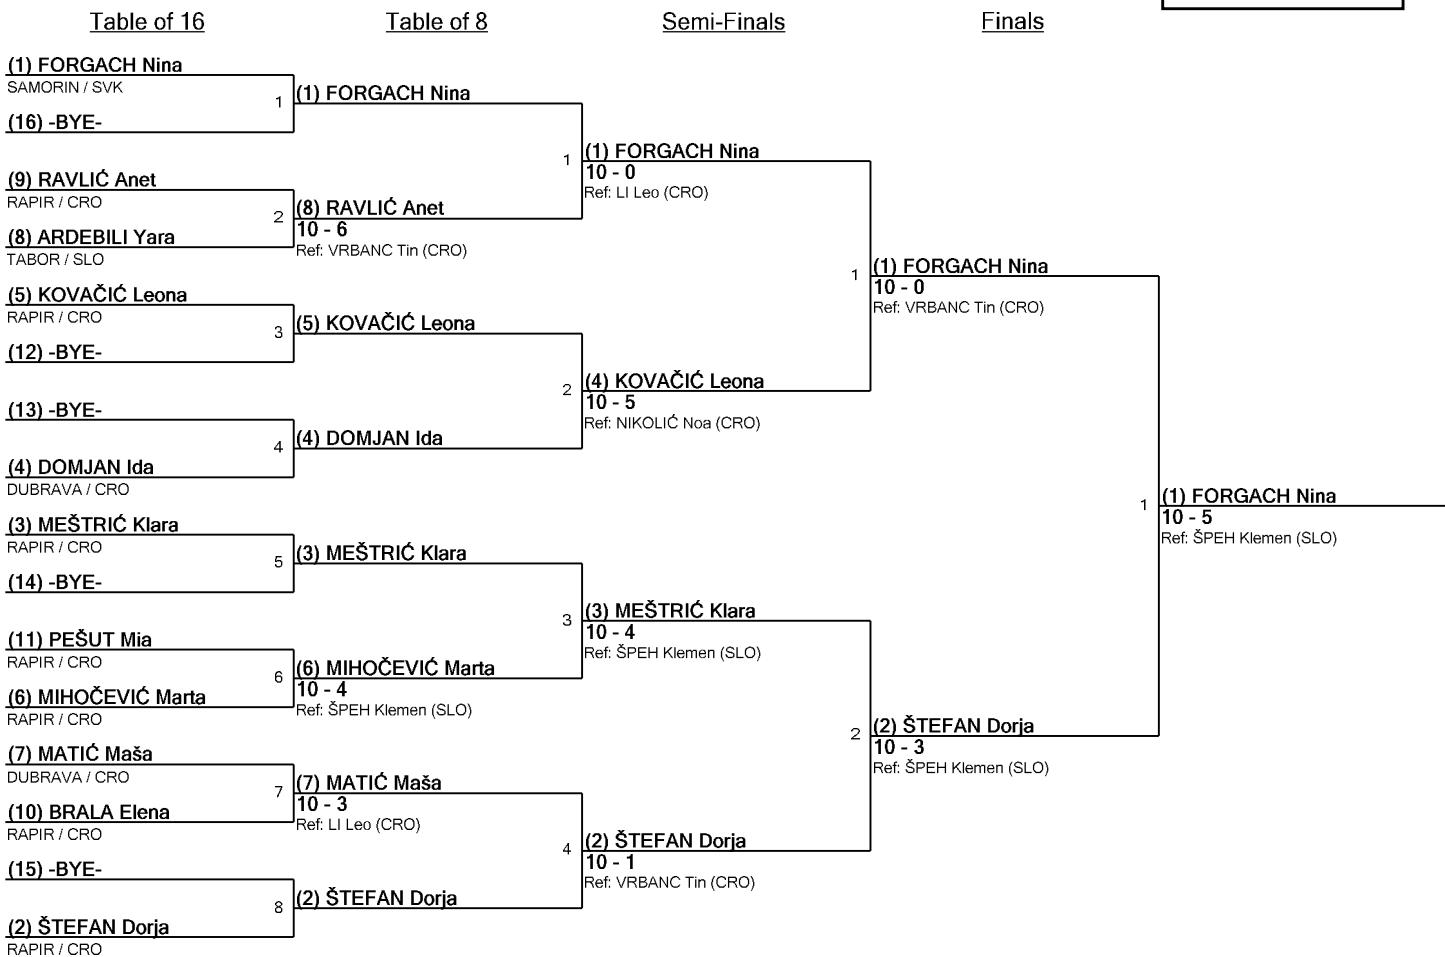 Table of 16
Table of 8
Semi-Finals
Finals
(1) FORGACH Nina
SAMORIN / SVK
1
(16) -BYE-
(9) RAVLIĆ Anet
RAPIR / CRO
2
(8) ARDEBILI Yara
TABOR / SLO
(5) KOVAČIĆ Leona
RAPIR / CRO
3
(12) -BYE-
(13) -BYE-
4
(4) DOMJAN Ida
DUBRAVA / CRO
(3) MEŠTRIĆ Klara
RAPIR / CRO
5
(14) -BYE-
(11) PEŠUT Mia
RAPIR / CRO
6
(6) MIHOČEVIĆ Marta
RAPIR / CRO
(7) MATIĆ Maša
DUBRAVA / CRO
7
(10) BRALA Elena
RAPIR / CRO
(15) -BYE-
8
(2) ŠTEFAN Dorja
RAPIR / CRO
(1) FORGACH Nina
1
(8) RAVLIĆ Anet
10 - 6
Ref: VRBANC Tin (CRO)
(5) KOVAČIĆ Leona
2
(4) DOMJAN Ida
(3) MEŠTRIĆ Klara
3
(6) MIHOČEVIĆ Marta
10 - 4
Ref: ŠPEH Klemen (SLO)
(7) MATIĆ Maša
10 - 3
Ref: LI Leo (CRO)
4
(2) ŠTEFAN Dorja
(1) FORGACH Nina
10 - 0
Ref: LI Leo (CRO)
1
(4) KOVAČIĆ Leona
10 - 5
Ref: NIKOLIĆ Noa (CRO)
(3) MEŠTRIĆ Klara
10 - 4
Ref: ŠPEH Klemen (SLO)
2
(2) ŠTEFAN Dorja
10 - 1
Ref: VRBANC Tin (CRO)
(1) FORGACH Nina
10 - 0
Ref: VRBANC Tin (CRO)
1
(2) ŠTEFAN Dorja
10 - 3
Ref: ŠPEH Klemen (SLO)
(1) FORGACH Nina
10 - 5
Ref: ŠPEH Klemen (SLO)